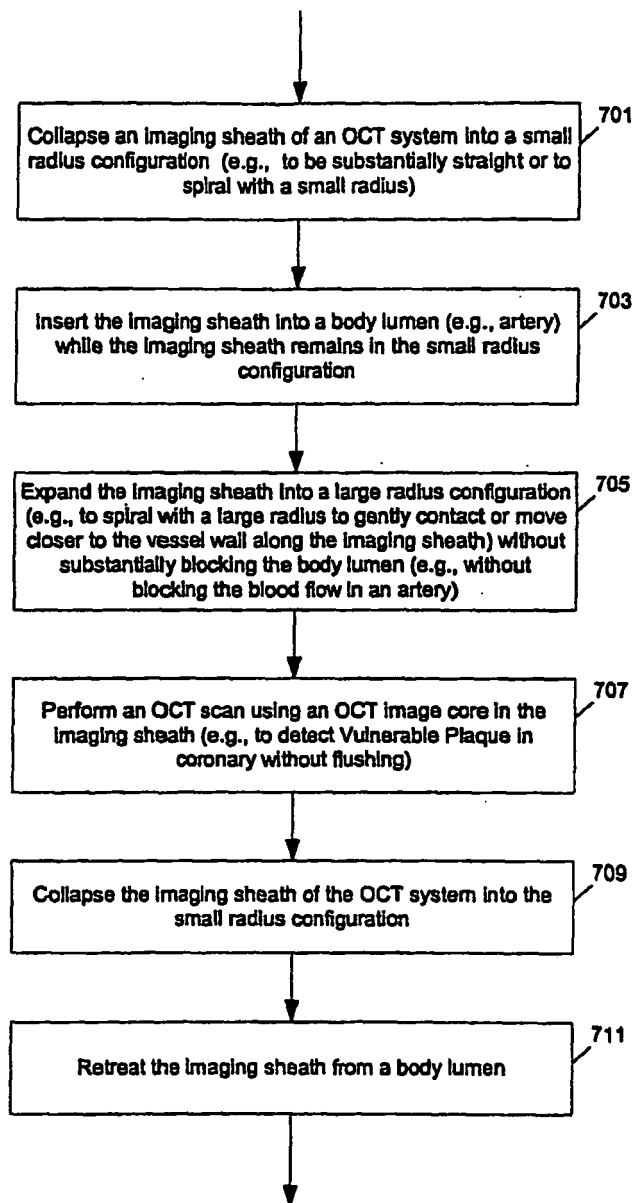 701
Collapse an imaging sheath of an OCT system into a small
radius configuration (e.g., to be substantially straight or to
spiral with a small radius)
703
Insert the imaging sheath into a body lumen (e.g., artery)
while the imaging sheath remains in the small radius
configuration
705
Expand the imaging sheath into a large radius configuration
(e.g., to spiral with a large radius to gently contact or move
closer to the vessel wall along the imaging sheath) without
substantially blocking the body lumen (e.g., without
blocking the blood flow in an artery)
707
Perform an OCT scan using an OCT image core in the
imaging sheath (e.g., to detect Vulnerable Plaque in
coronary without flushing)
709
Collapse the imaging sheath of the OCT system into the
small radius configuration
711
Retreat the imaging sheath from a body lumen